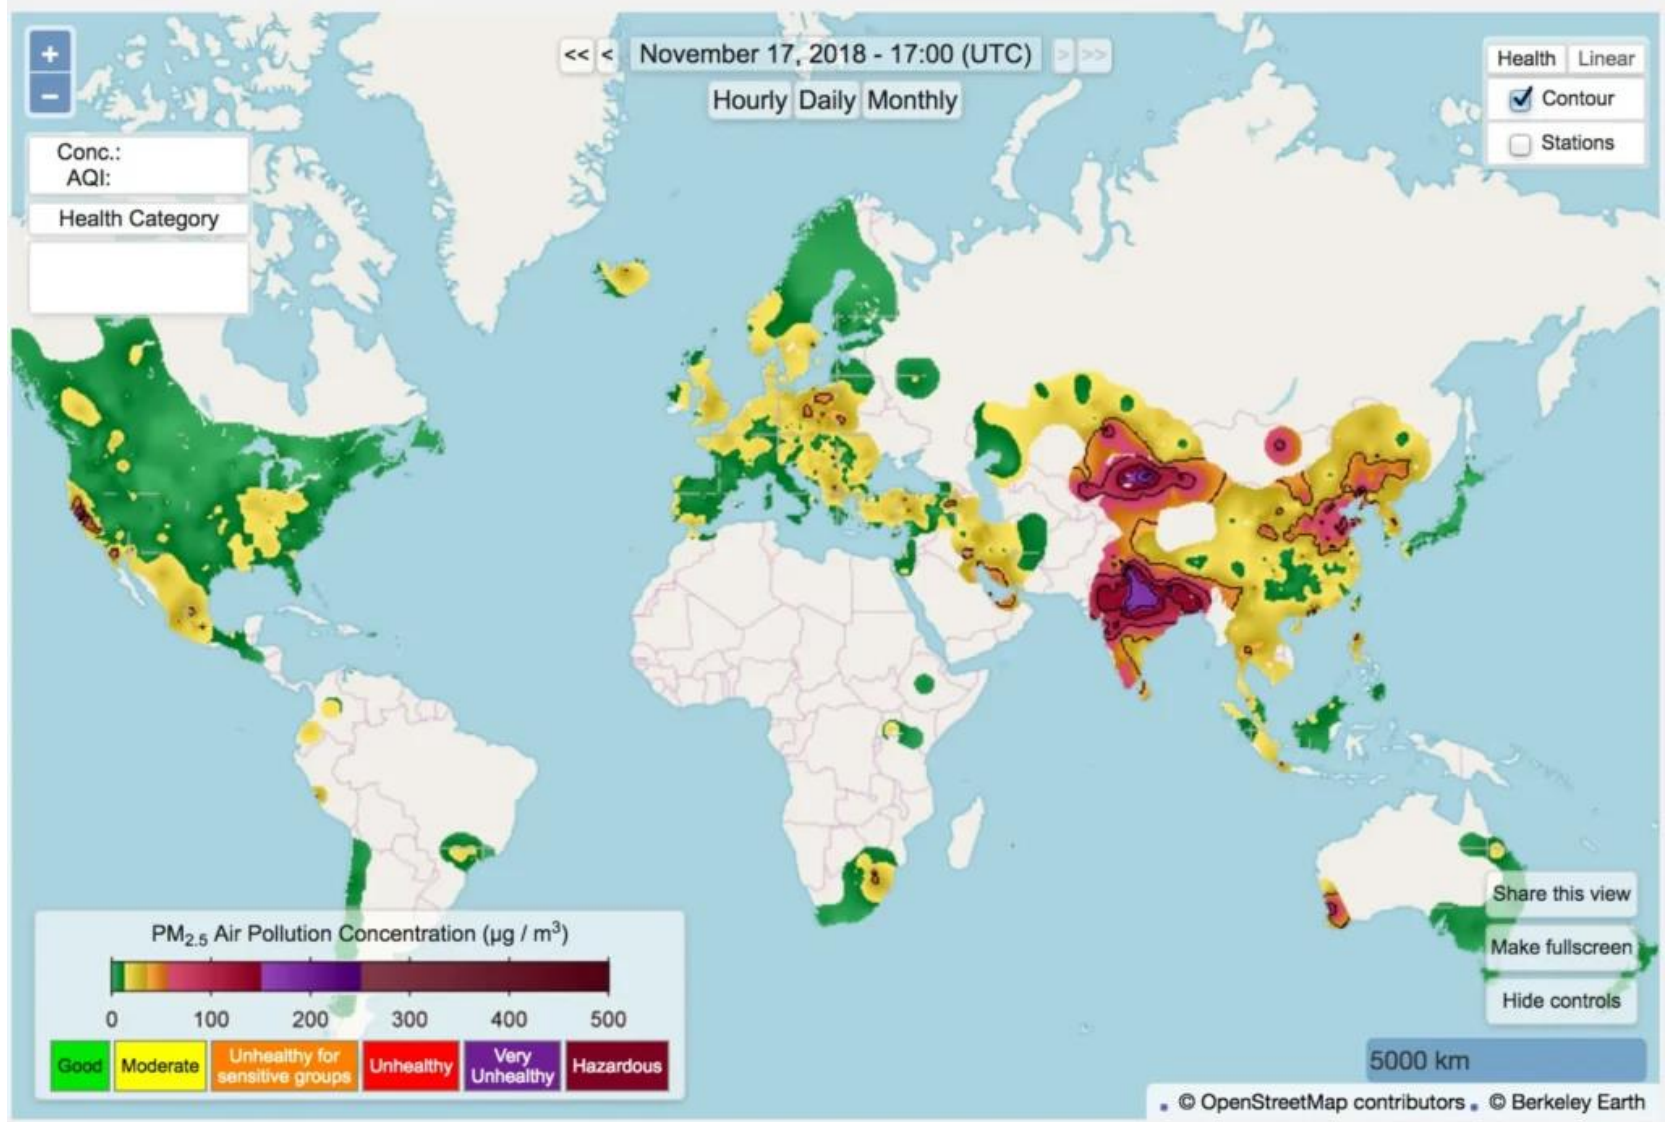 +
−
<< < November 17, 2018 - 17:00 (UTC) > >>
Hourly Daily Monthly
Health Linear
Contour
Stations
Conc.:
AQI:
Health Category
PM2.5 Air Pollution Concentration (µg / m³)
0 100 200 300 400 500
Good
Moderate
Unhealthy for
sensitive groups
Unhealthy
Very
Unhealthy
Hazardous
Share this view
Make fullscreen
Hide controls
5000 km
© OpenStreetMap contributors © Berkeley Earth